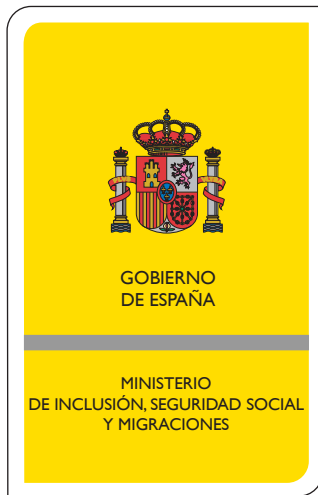 GOBIERNO
DE ESPAÑA
MINISTERIO
DE INCLUSIÓN, SEGURIDAD SOCIAL
Y MIGRACIONES